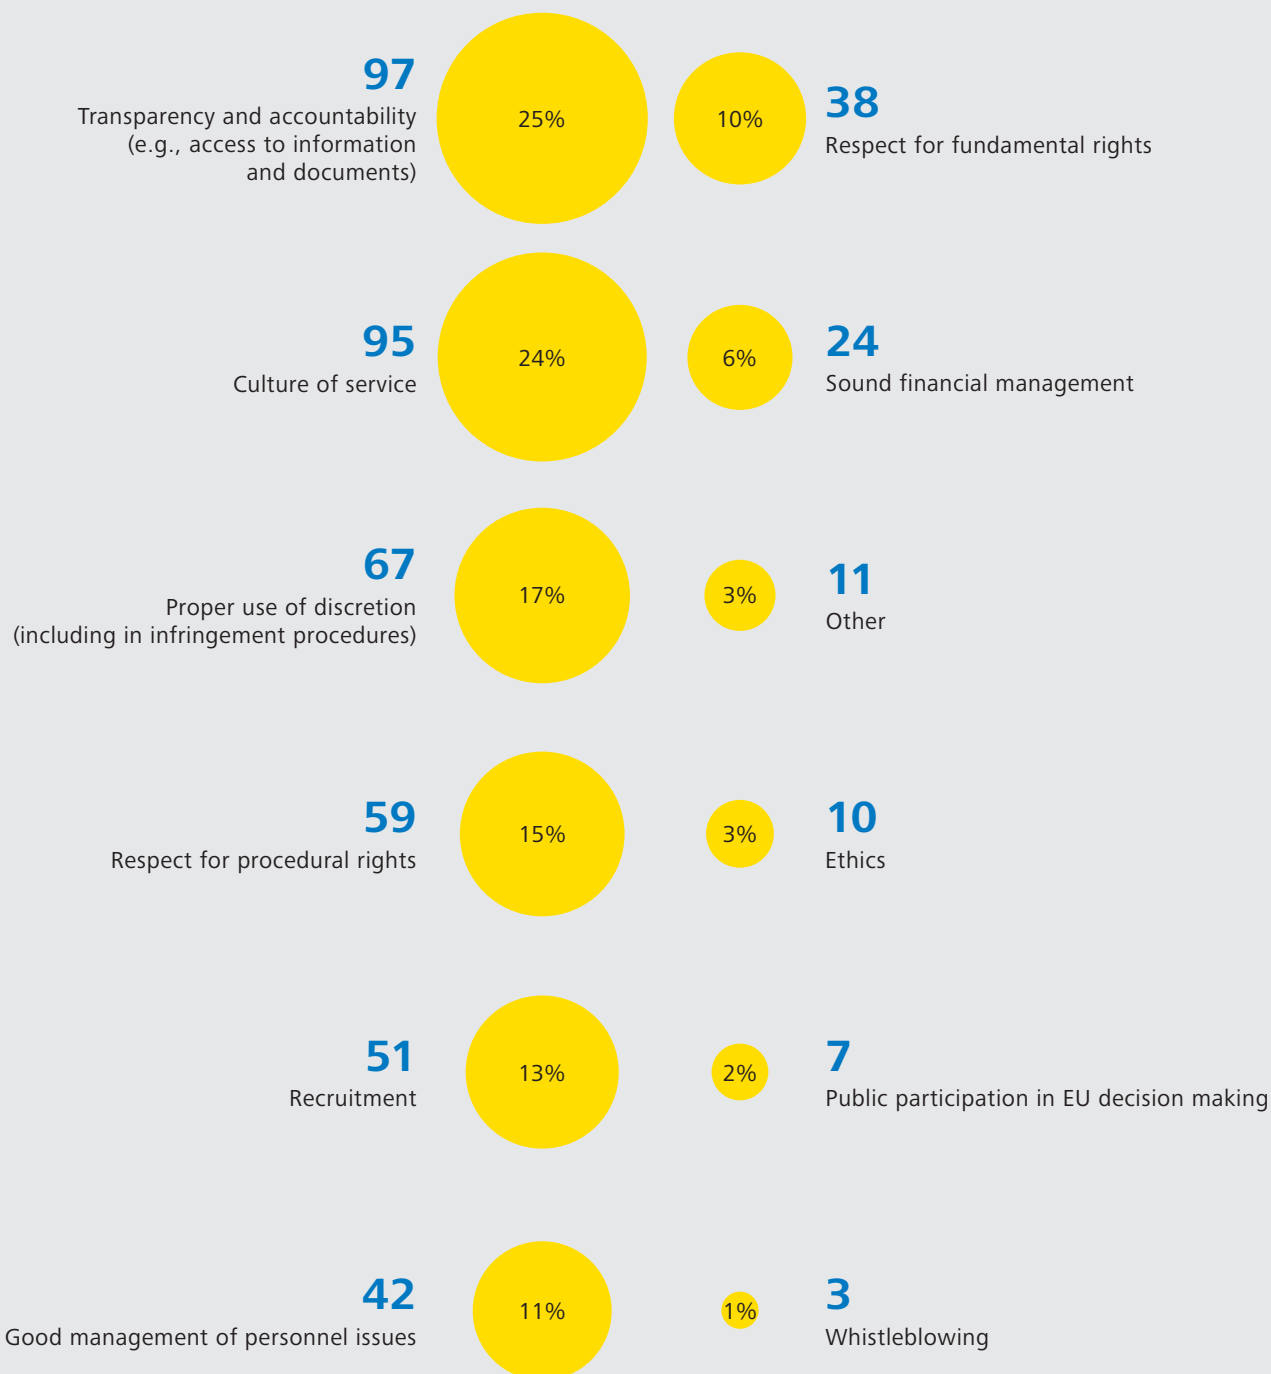 97
Transparency and accountability
(e.g., access to information
and documents)
25%
10%
38
Respect for fundamental rights
95
Culture of service
24%
6%
24
Sound financial management
67
Proper use of discretion
(including in infringement procedures)
17%
3%
11
Other
59
Respect for procedural rights
15%
3%
10
Ethics
51
Recruitment
13%
2%
7
Public participation in EU decision making
42
Good management of personnel issues
11%
1%
3
Whistleblowing